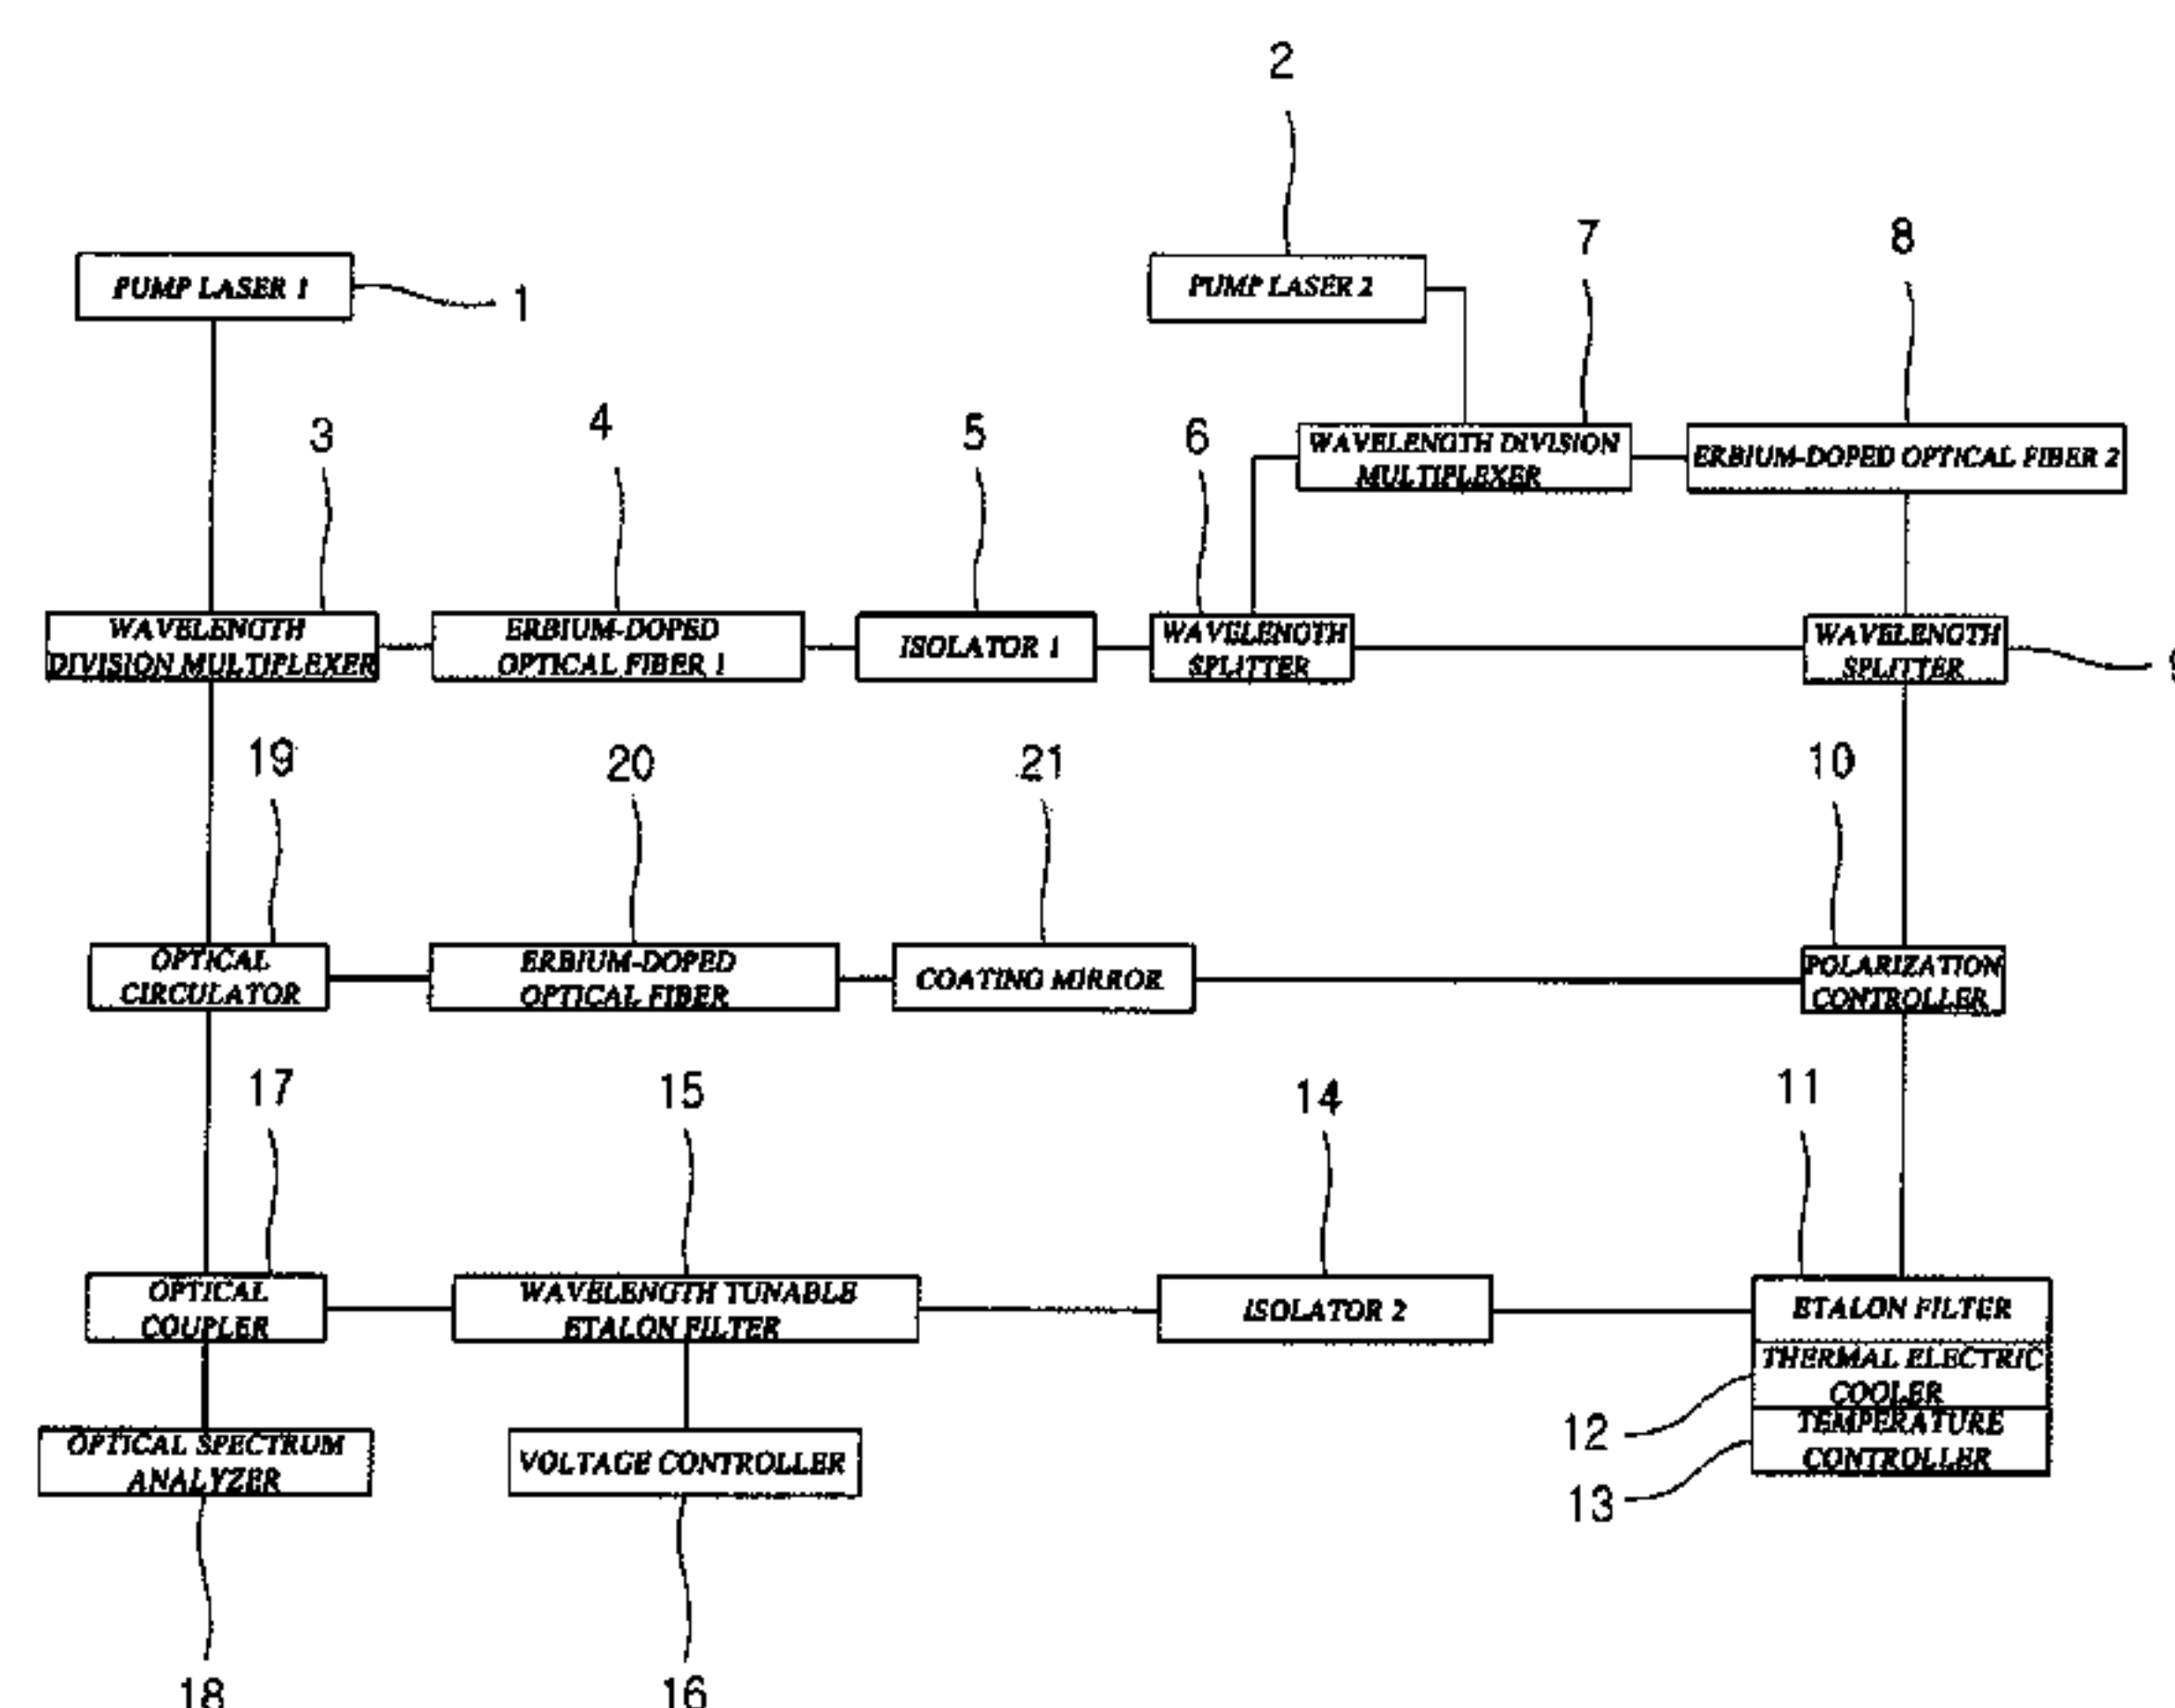 2
7
8
PUMP LASER 1
1
PUMP LASER 2
3
4
5
6
WAVELENGTH DIVISION
MULTIPLEXER
ERBIUM-DOPED OPTICAL FIBER 2
WAVELENGTH
DIVISION MULTIPLEXER
ERBIUM-DOPED
OPTICAL FIBER 1
ISOLATOR 1
WAVELENGTH
SPLITTER
WAVELENGTH
SPLITTER
9
19
20
21
10
OPTICAL
CIRCULATOR
ERBIUM-DOPED
OPTICAL FIBER
COATING MIRROR
POLARIZATION
CONTROLLER
17
15
14
11
OPTICAL
COUPLER
WAVELENGTH TUNABLE
ETALON FILTER
ISOLATOR 2
ETALON FILTER
THERMAL ELECTRIC
COOLER
12
TEMPERATURE
CONTROLLER
13
OPTICAL SPECTRUM
ANALYZER
VOLTAGE CONTROLLER
18
16